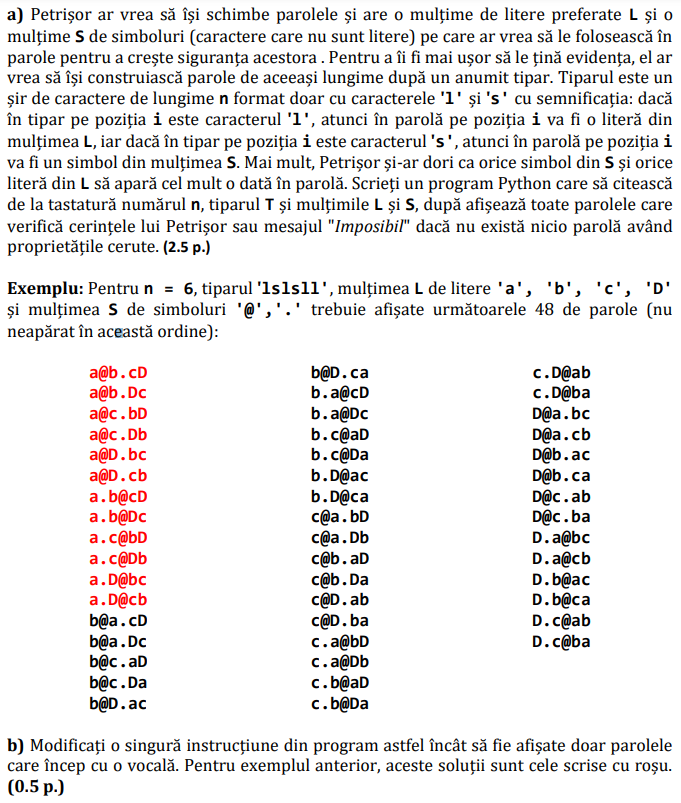 a) Petrișor ar vrea să își schimbe parolele și are o mulțime de litere preferate L și o
mulțime S de simboluri (caractere care nu sunt litere) pe care ar vrea să le folosească în
parole pentru a crește siguranța acestora . Pentru a îi fi mai ușor să le țină evidența, el ar
vrea să își construiască parole de aceeași lungime după un anumit tipar. Tiparul este un
șir de caractere de lungime n format doar cu caracterele 'l' și 's' cu semnificația: dacă
în tipar pe poziția i este caracterul 'l', atunci în parolă pe poziția i va fi o literă din
mulțimea L, iar dacă în tipar pe poziția i este caracterul 's', atunci în parolă pe poziția i
va fi un simbol din mulțimea S. Mai mult, Petrișor și-ar dori ca orice simbol din S și orice
literă din L să apară cel mult o dată în parolă. Scrieți un program Python care să citească
de la tastatură numărul n, tiparul T și mulțimile L și S, după afișează toate parolele care
verifică cerințele lui Petrișor sau mesajul "Imposibil" dacă nu există nicio parolă având
proprietățile cerute. (2.5 p.)
Exemplu: Pentru n = 6, tiparul 'lslsll', mulțimea L de litere 'a', 'b', 'c', 'D'
și mulțimea S de simboluri '@','.' trebuie afișate următoarele 48 de parole (nu
neapărat în această ordine):
a@b.cD
a@b.Dc
a@c.bD
a@c.Db
a@D.bc
a@D.cb
a.b@cD
a.b@Dc
a.c@bD
a.c@Db
a.D@bc
a.D@cb
b@a.cD
b@a.Dc
b@c.aD
b@c.Da
b@D.ac
b@D.ca
b.a@cD
b.a@Dc
b.c@aD
b.c@Da
b.D@ac
b.D@ca
c@a.bD
c@a.Db
c@b.aD
c@b.Da
c@D.ab
c@D.ba
c.a@bD
c.a@Db
c.b@aD
c.b@Da
c.D@ab
c.D@ba
D@a.bc
D@a.cb
D@b.ac
D@b.ca
D@c.ab
D@c.ba
D.a@bc
D.a@cb
D.b@ac
D.b@ca
D.c@ab
D.c@ba
b) Modificați o singură instrucțiune din program astfel încât să fie afișate doar parolele
care încep cu o vocală. Pentru exemplul anterior, aceste soluții sunt cele scrise cu roșu.
(0.5 p.)